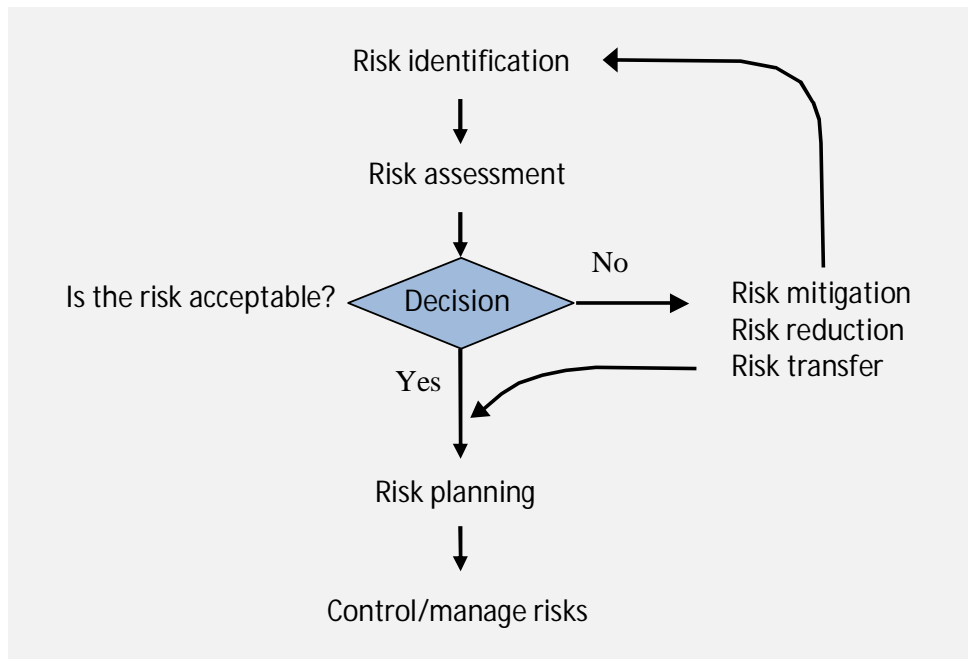 Risk identification
Risk assessment
No
Is the risk acceptable?
Decision
Risk mitigation
Risk reduction
Risk transfer
Yes
Risk planning
Control/manage risks